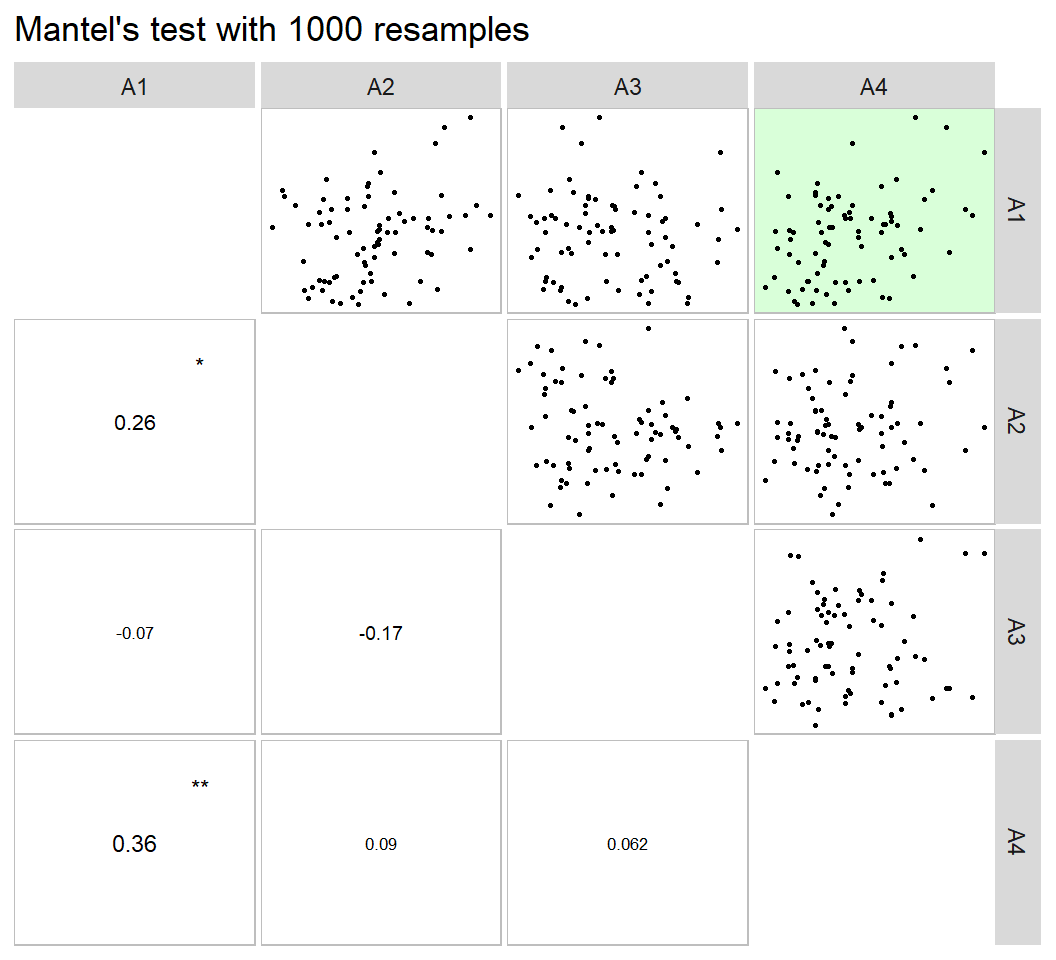 Mantel's test with 1000 resamples
A1 A2 A3 A4
A1
*
0.26
A2
-0.07 -0.17
A3
**
0.36 0.09 0.062
A4